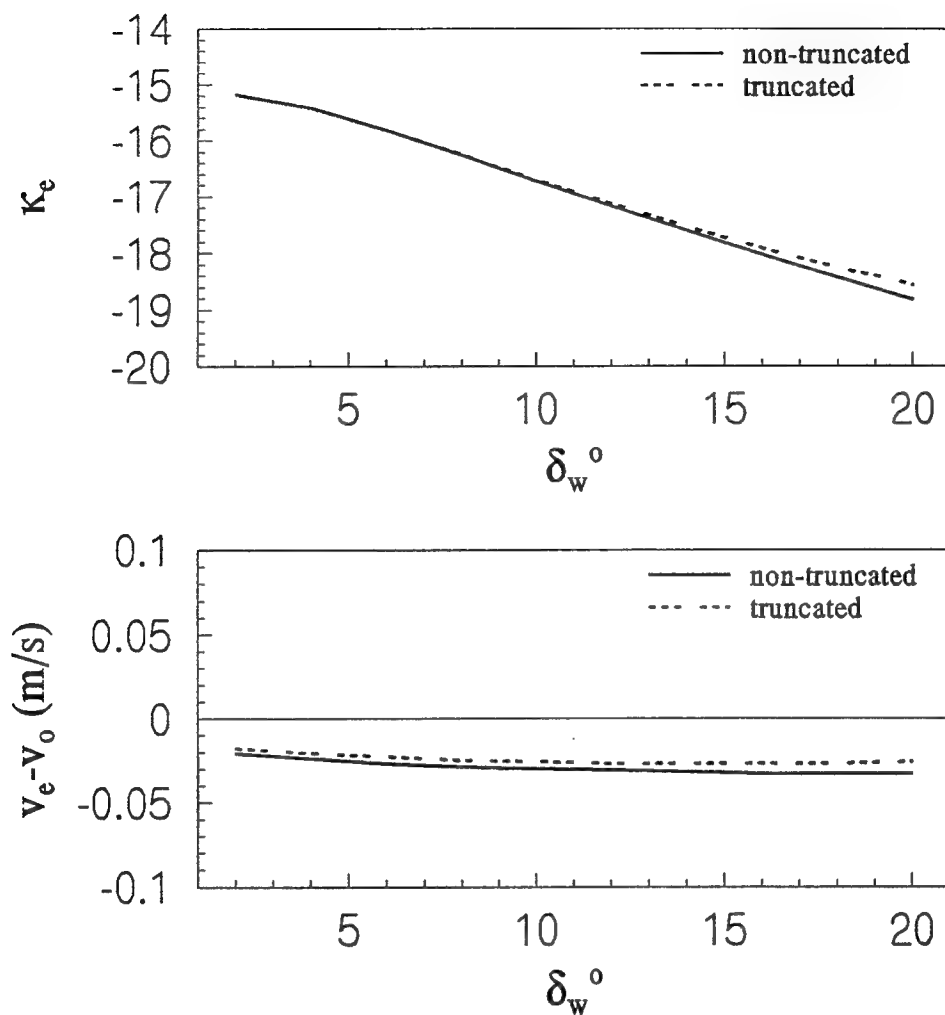 -14
-15
-16
-17
-18
-19
-20
κe
non-truncated
truncated
5
10
15
20
δw°
0.1
0.05
0
-0.05
-0.1
ve-vo (m/s)
non-truncated
truncated
5
10
15
20
δw°